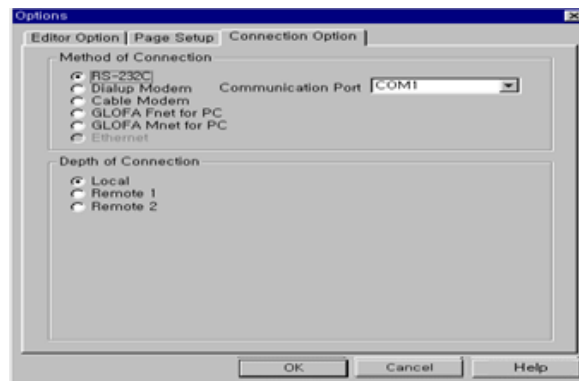 Options
Editor Option | Page Setup | Connection Option
Method of Connection
RS-232C
Dialup Modem Communication Port COM1
Cable Modem
GLOFA Fnet for PC
GLOFA Mnet for PC
Ethernet
Depth of Connection
Local
Remote 1
Remote 2
OK Cancel Help